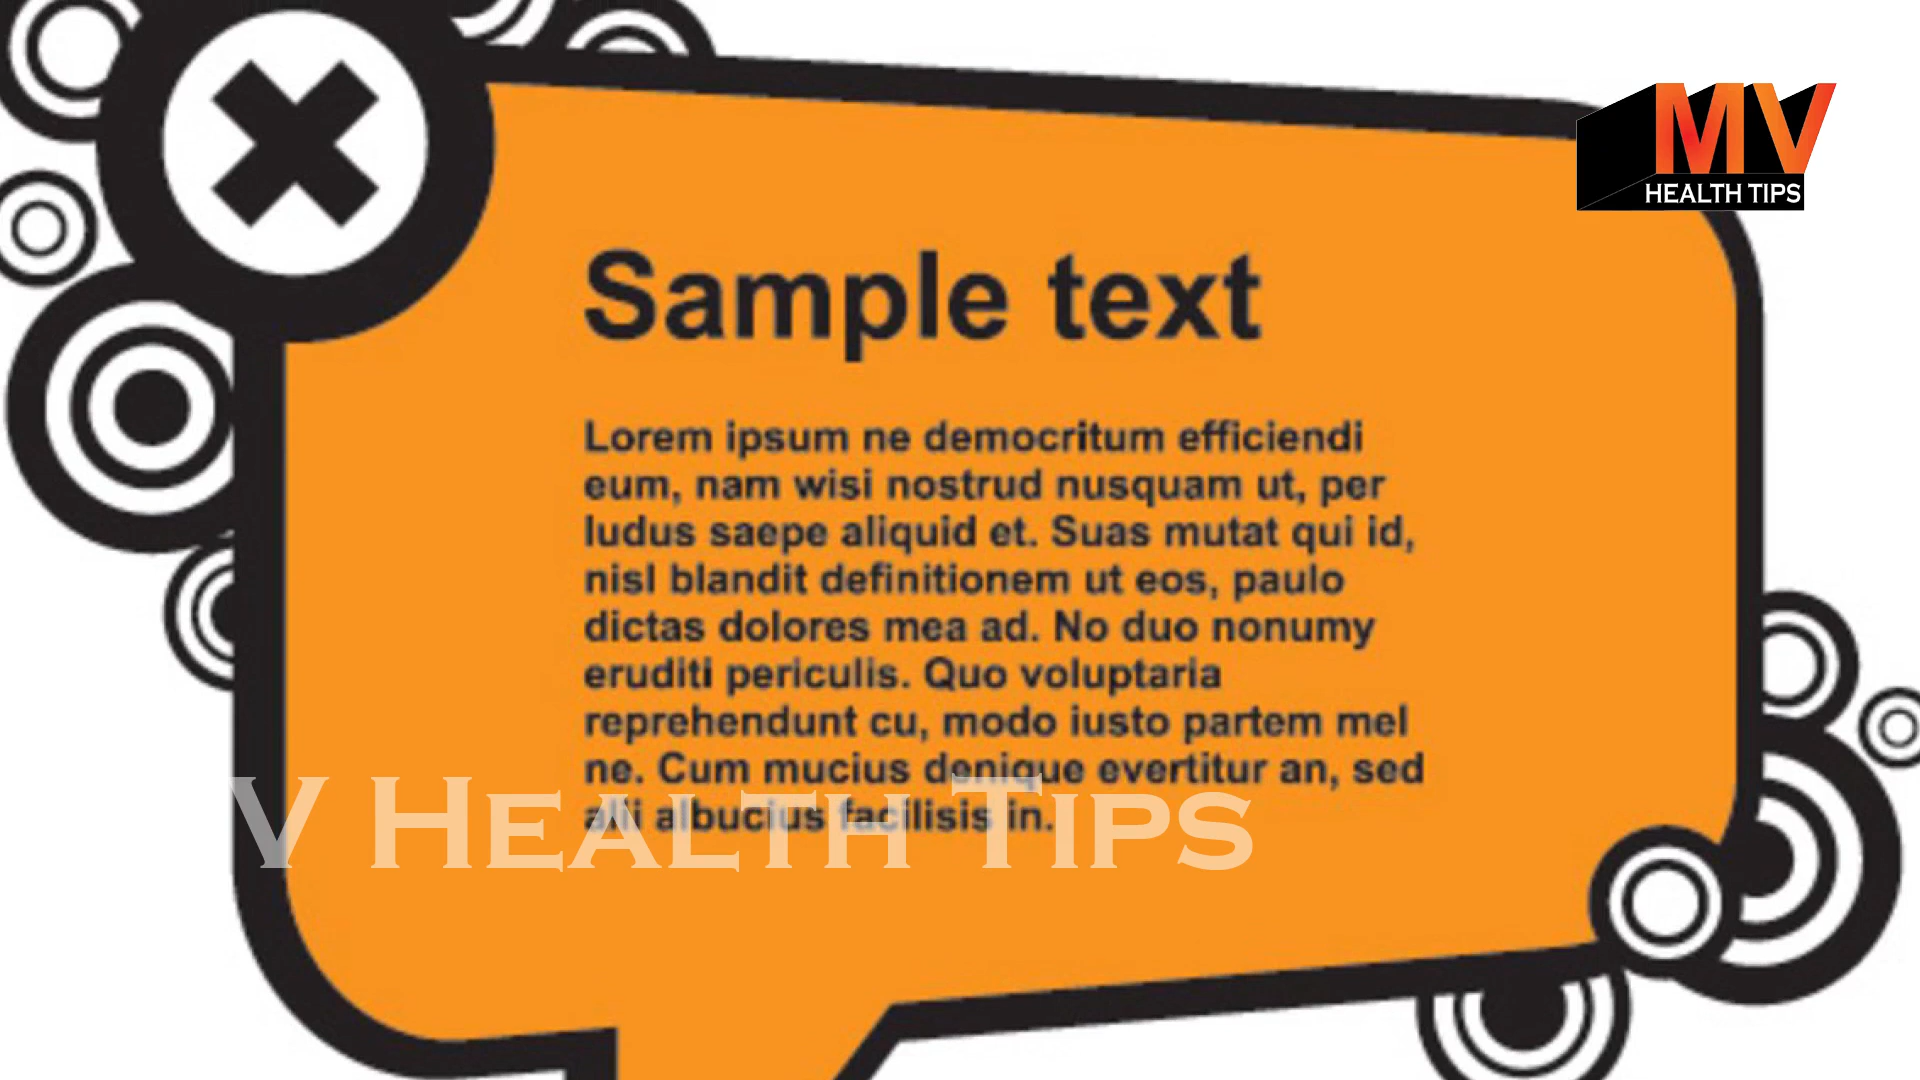 MV
HEALTH TIPS
Sample text
Lorem ipsum ne democritum efficiendi
eum, nam wisi nostrud nusquam ut, per
ludus saepe aliquid et. Suas mutat qui id,
nisl blandit definitionem ut eos, paulo
dictas dolores mea ad. No duo nonumy
eruditi periculis. Quo voluptaria
reprehendunt cu, modo iusto partem mel
ne. Cum mucius denique evertitur an, sed
alii albucius facilisis in.
V HEALTH TIPS